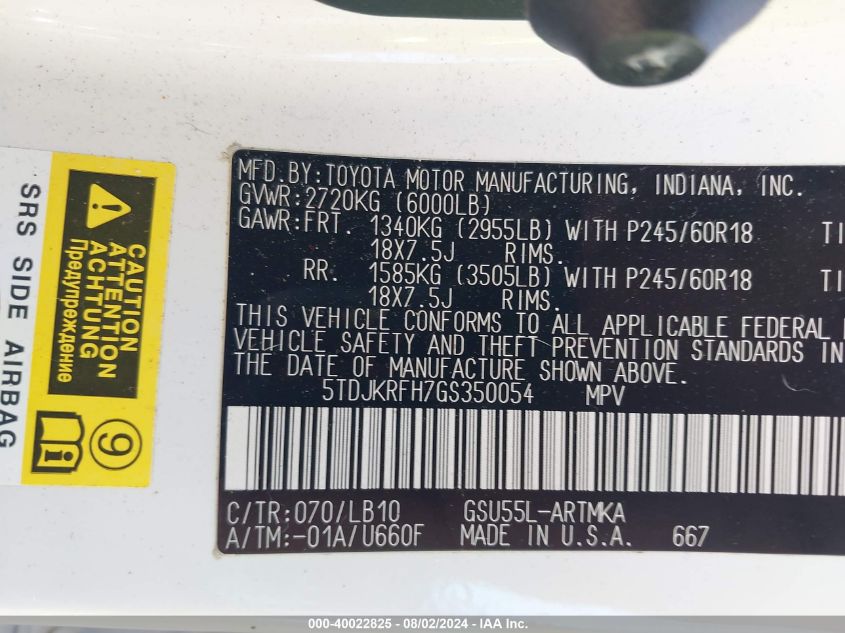 MFD.BY:TOYOTA MOTOR MANUFACTURING, INDIANA, INC.
GVWR:2720KG (6000LB)
GAWR:FRT. 1340KG (2955LB) WITH P245/60R18
18X7.5J RIMS.
RR. 1585KG (3505LB) WITH P245/60R18
18X7.5J RIMS.
THIS VEHICLE CONFORMS TO ALL APPLICABLE FEDERAL
VEHICLE SAFETY AND THEFT PREVENTION STANDARDS IN
THE DATE OF MANUFACTURE SHOWN ABOVE.
5TDJKRFH7GS350054 MPV
C/TR:070/LB10 GSU55L-ARTMKA
A/TM:-01A/U660F MADE IN U.S.A. 667
SRS SIDE AIRBAG
CAUTION
ATTENTION
ACHTUNG
Предупреждение
9
i
000-40022825 - 08/02/2024 - IAA Inc.